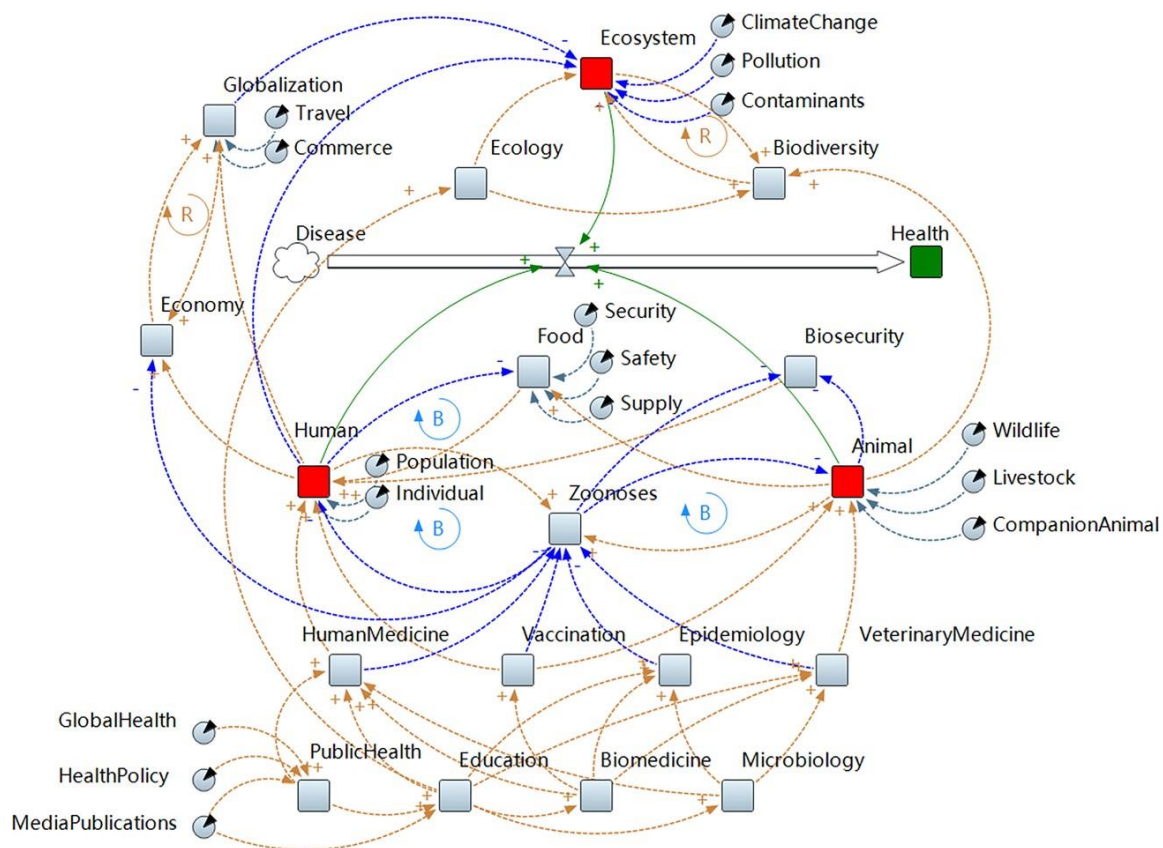 ClimateChange
Ecosystem
Pollution
Globalization
Travel
Contaminants
Commerce
Ecology
R
Biodiversity
R
Disease
Health
Economy
Security
Food
Biosecurity
Safety
Supply
B
Human
Animal
Wildlife
Population
Zoonoses
Individual
Livestock
B
B
CompanionAnimal
HumanMedicine
Vaccination
Epidemiology
VeterinaryMedicine
GlobalHealth
PublicHealth
Education
Biomedicine
Microbiology
HealthPolicy
MediaPublications